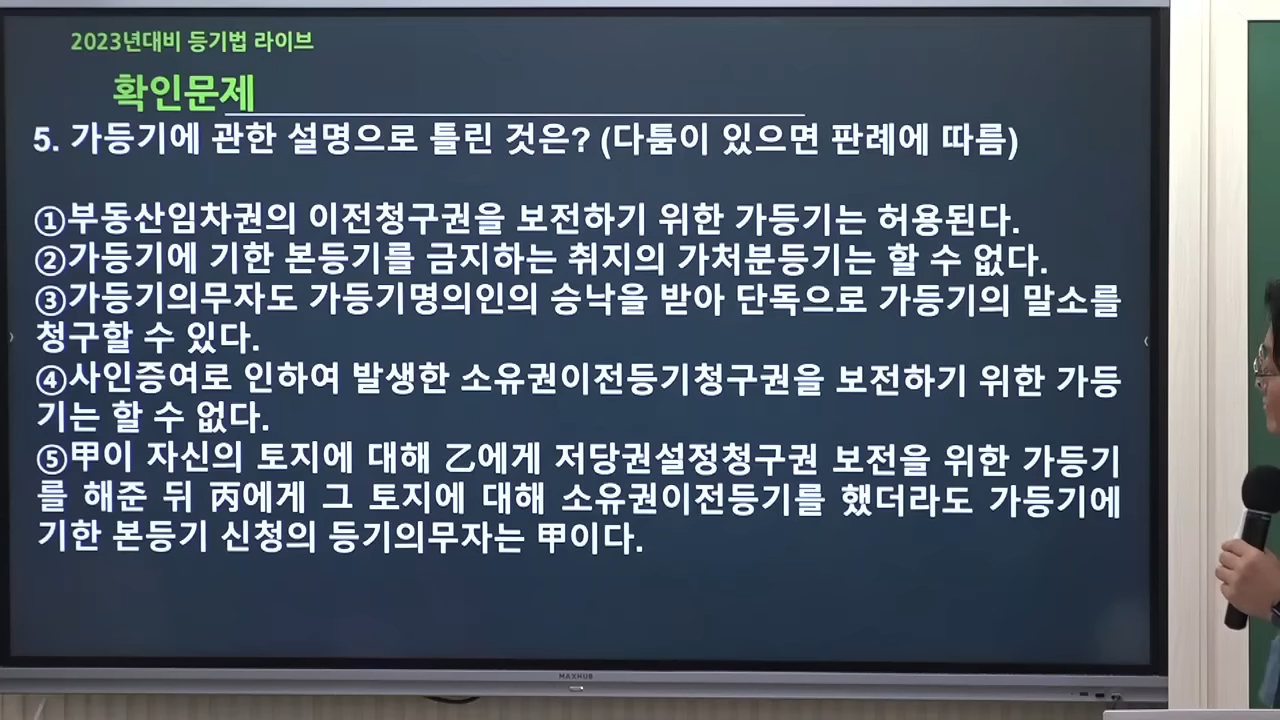 2023년대비 등기법 라이브
확인문제
5. 가등기에 관한 설명으로 틀린 것은? (다툼이 있으면 판례에 따름)
①부동산임차권의 이전청구권을 보전하기 위한 가등기는 허용된다.
②가등기에 기한 본등기를 금지하는 취지의 가처분등기는 할 수 없다.
③가등기의무자도 가등기명의인의 승낙을 받아 단독으로 가등기의 말소를
청구할 수 있다.
④사인증여로 인하여 발생한 소유권이전등기청구권을 보전하기 위한 가등
기는 할 수 없다.
⑤甲이 자신의 토지에 대해 乙에게 저당권설정청구권 보전을 위한 가등기
를 해준 뒤 丙에게 그 토지에 대해 소유권이전등기를 했더라도 가등기에
기한 본등기 신청의 등기의무자는 甲이다.
MAXHUB